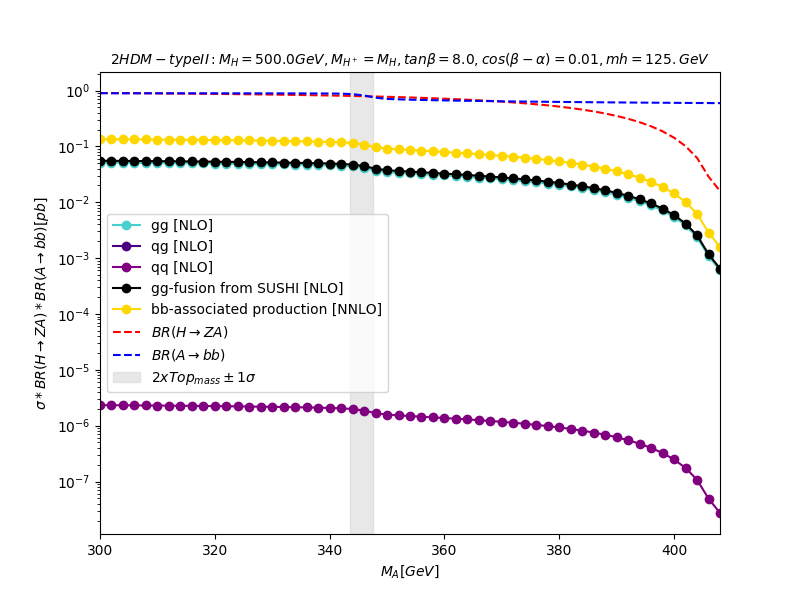 2HDM − typeII : M_H = 500.0GeV, M_{H^+} = M_H, tanβ = 8.0, cos(β − α) = 0.01, mh = 125. GeV
σ * BR(H → ZA) * BR(A → bb)[pb]
10^0
10^{−1}
10^{−2}
10^{−3}
10^{−4}
10^{−5}
10^{−6}
10^{−7}
gg [NLO]
qg [NLO]
qq [NLO]
gg-fusion from SUSHI [NLO]
bb-associated production [NNLO]
BR(H → ZA)
BR(A → bb)
2xTop_{mass} ± 1σ
300 320 340 360 380 400
M_A[GeV]